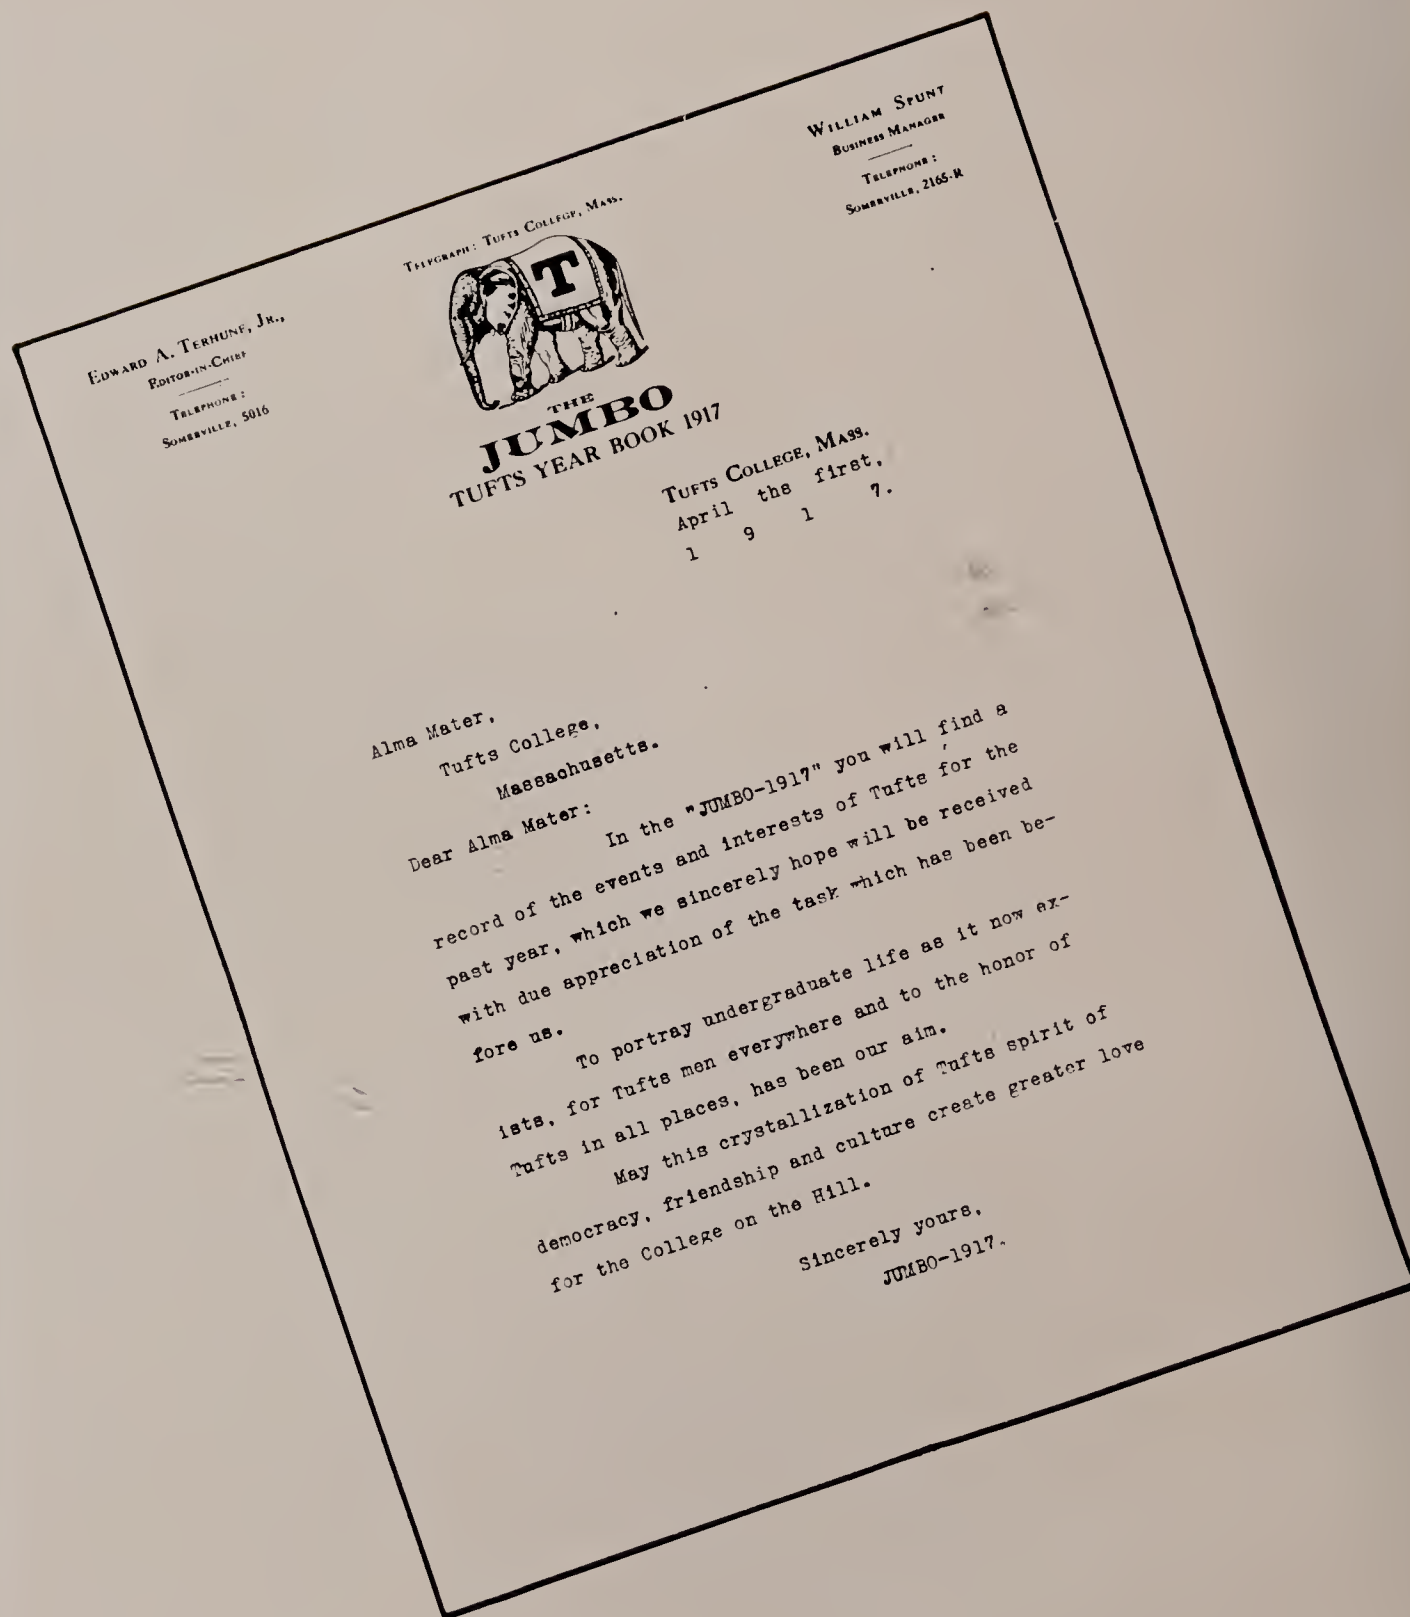 Telegraph: Tufts College, Mass.
William Spunt
Business Manager
Telephone:
Somerville, 2165-R
Edward A. Terhune, Jr.,
Editor-in-Chief
Telephone:
Somerville, 5016
T
THE
JUMBO
TUFTS YEAR BOOK 1917
Tufts College, Mass.
April the first,
1 9 1 7.
Alma Mater,
Tufts College,
Massachusetts.
Dear Alma Mater:
In the "JUMBO-1917" you will find a
record of the events and interests of Tufts for the
past year, which we sincerely hope will be received
with due appreciation of the task which has been be-
fore us.
To portray undergraduate life as it now ex-
ists, for Tufts men everywhere and to the honor of
Tufts in all places, has been our aim.
May this crystallization of Tufts spirit of
democracy, friendship and culture create greater love
for the College on the Hill.
Sincerely yours,
JUMBO-1917.